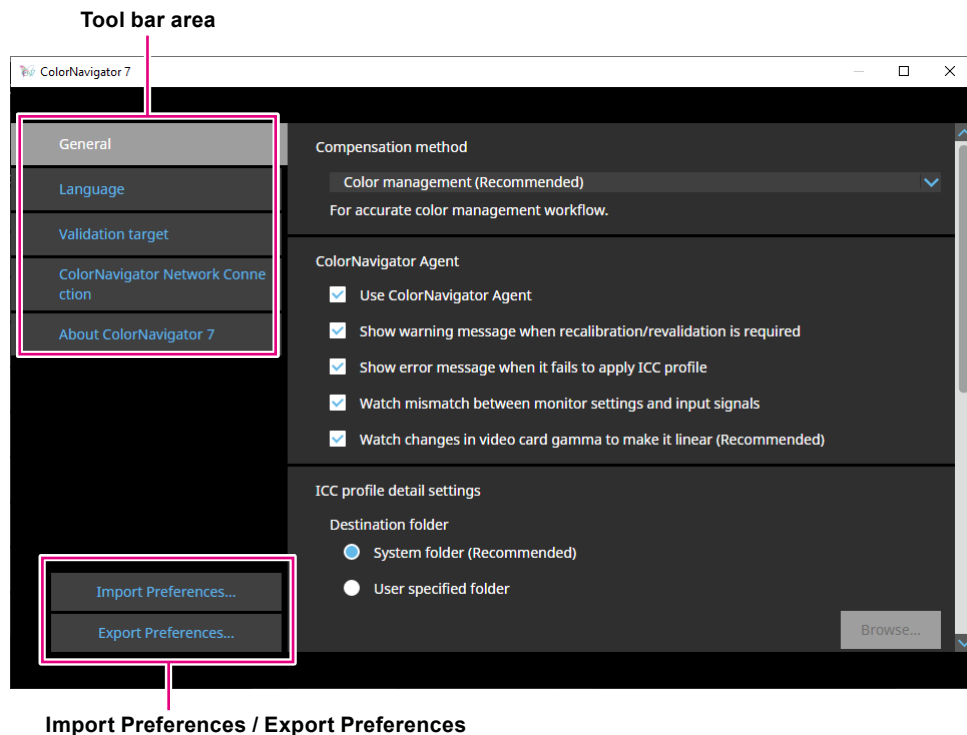 Tool bar area
ColorNavigator 7
General
Language
Validation target
ColorNavigator Network Conne
ction
About ColorNavigator 7
Import Preferences...
Export Preferences...
Compensation method
Color management (Recommended)
For accurate color management workflow.
ColorNavigator Agent
Use ColorNavigator Agent
Show warning message when recalibration/revalidation is required
Show error message when it fails to apply ICC profile
Watch mismatch between monitor settings and input signals
Watch changes in video card gamma to make it linear (Recommended)
ICC profile detail settings
Destination folder
System folder (Recommended)
User specified folder
Browse...
Import Preferences / Export Preferences